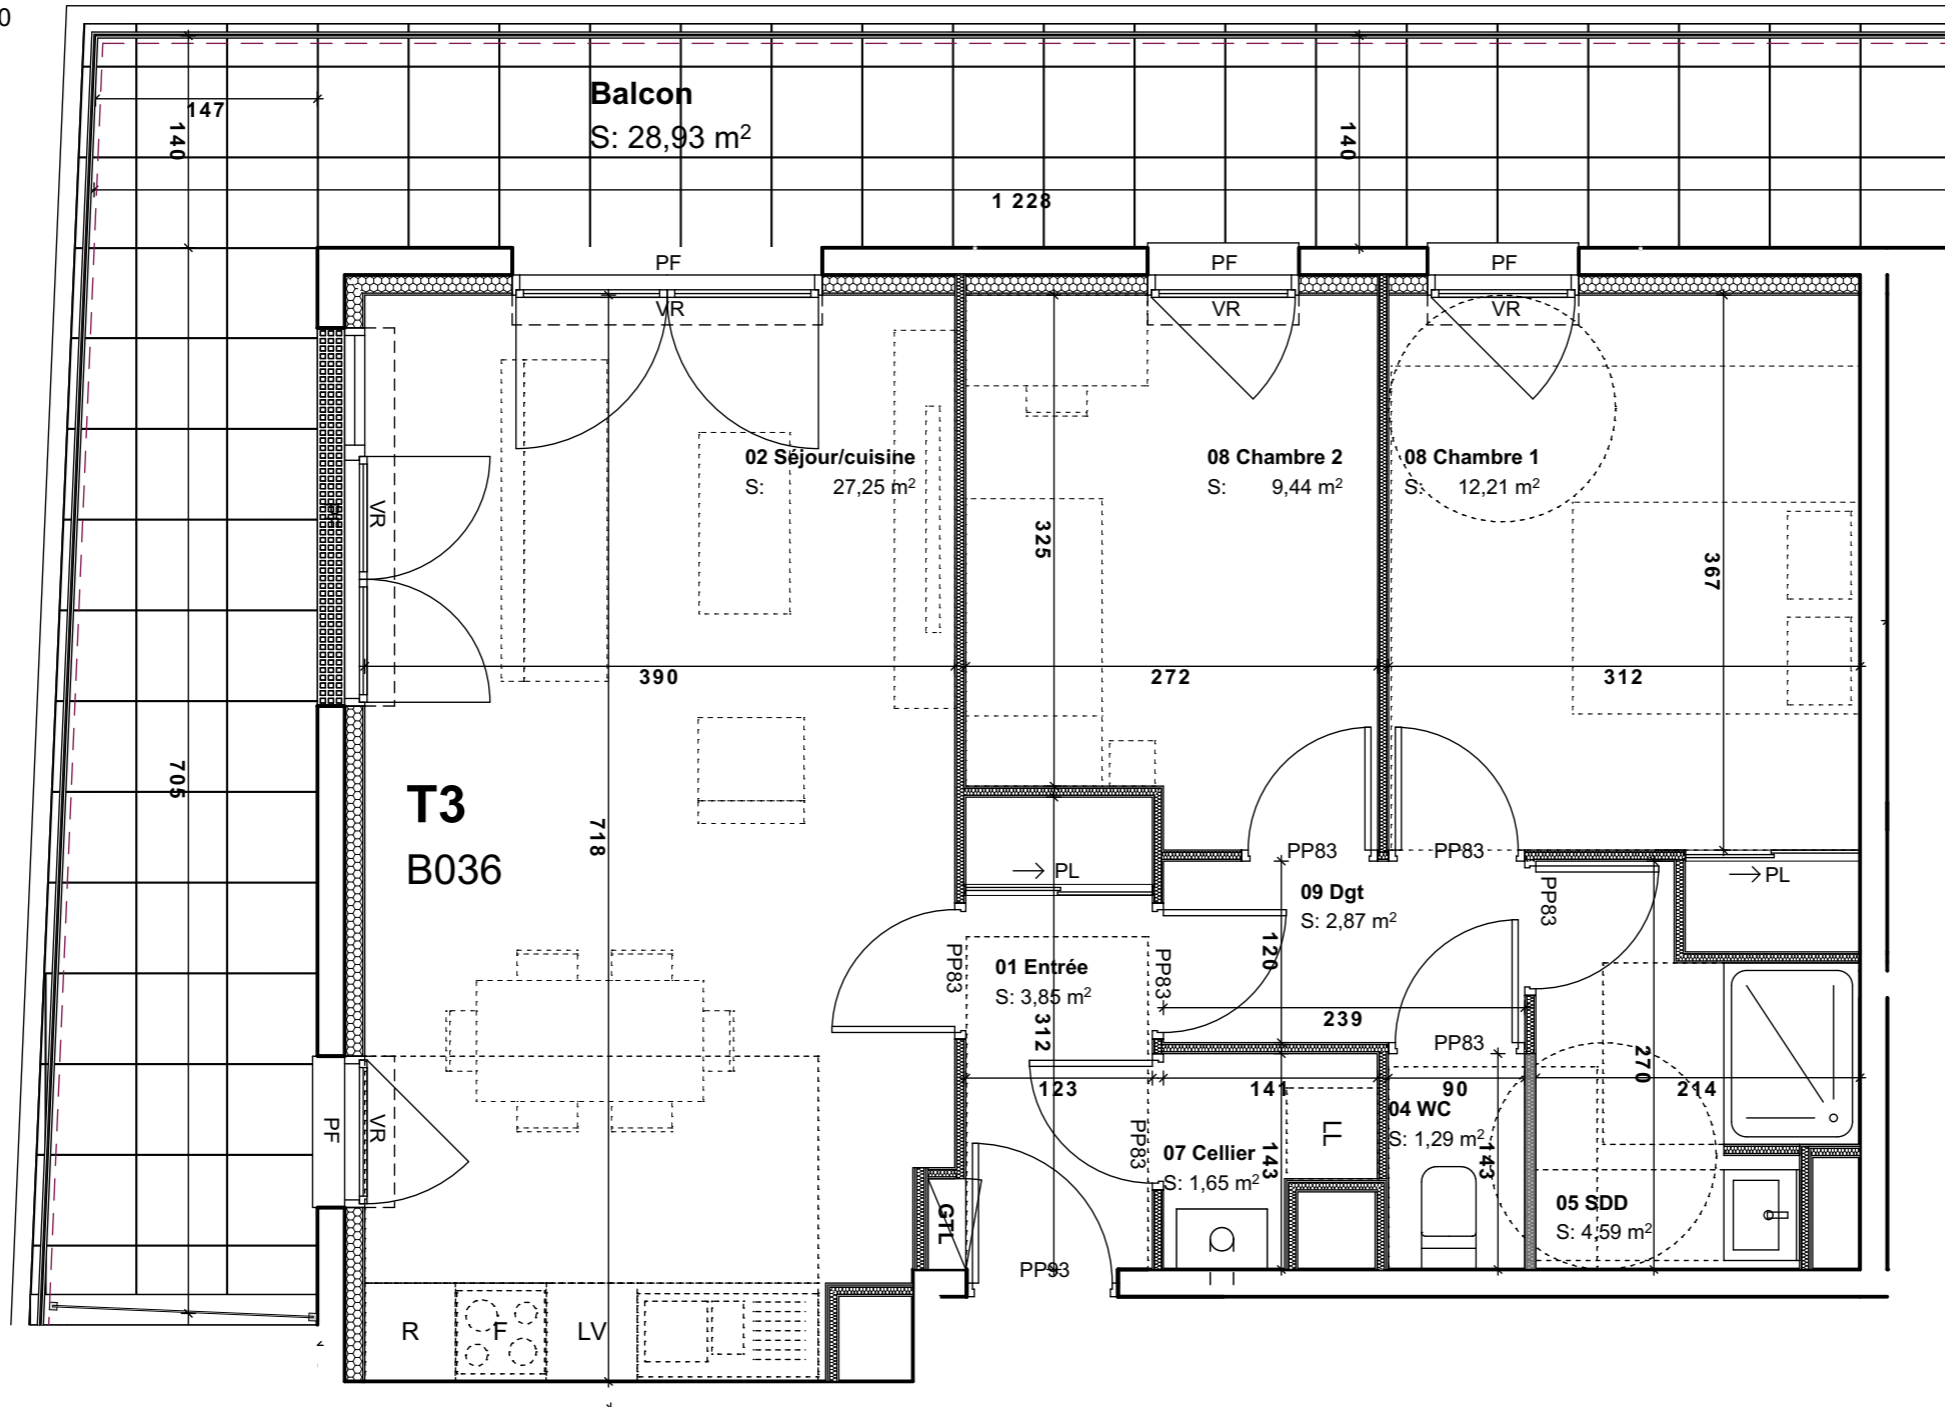 0
147
140
Balcon
S: 28,93 m²
140
1 228
PF
VR
PF
VR
PF
VR
VR
02 Séjour/cuisine
S: 27,25 m²
08 Chambre 2
S: 9,44 m²
08 Chambre 1
S: 12,21 m²
325
367
390
272
312
705
T3
B036
718
PL
PP83
PP83
PL
09 Dgt
S: 2,87 m²
PP83
120
PP83
PP83
01 Entrée
S: 3,85 m²
312
239
PP83
270
123
141
90
214
PF
VR
04 WC
S: 1,29 m²
LL
PP83
07 Cellier
S: 1,65 m²
143
143
05 SDD
S: 4,59 m²
GTL
PP93
R
F
LV